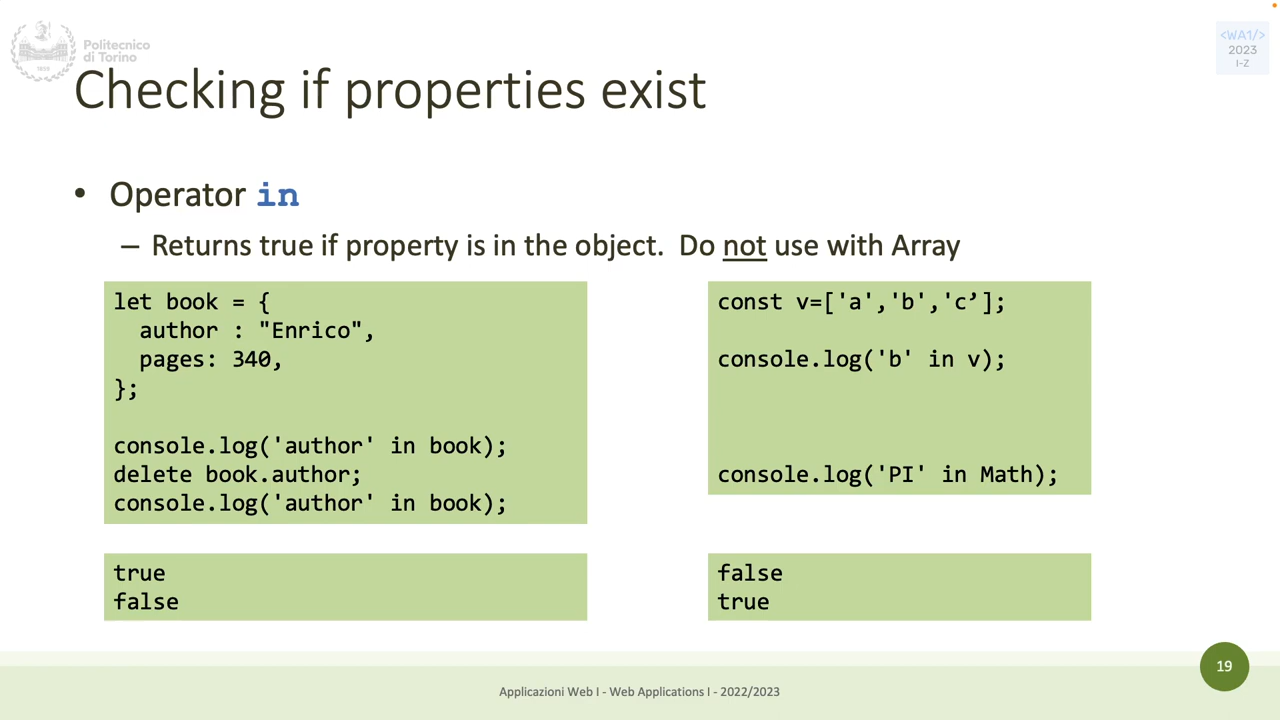 Politecnico
di Torino
<WA1/>
2023
I-Z
Checking if properties exist
• Operator in
– Returns true if property is in the object. Do not use with Array
let book = {
author : "Enrico",
pages: 340,
};
console.log('author' in book);
delete book.author;
console.log('author' in book);
true
false
const v=['a','b','c’];
console.log('b' in v);
console.log('PI' in Math);
false
true
19
Applicazioni Web I - Web Applications I - 2022/2023